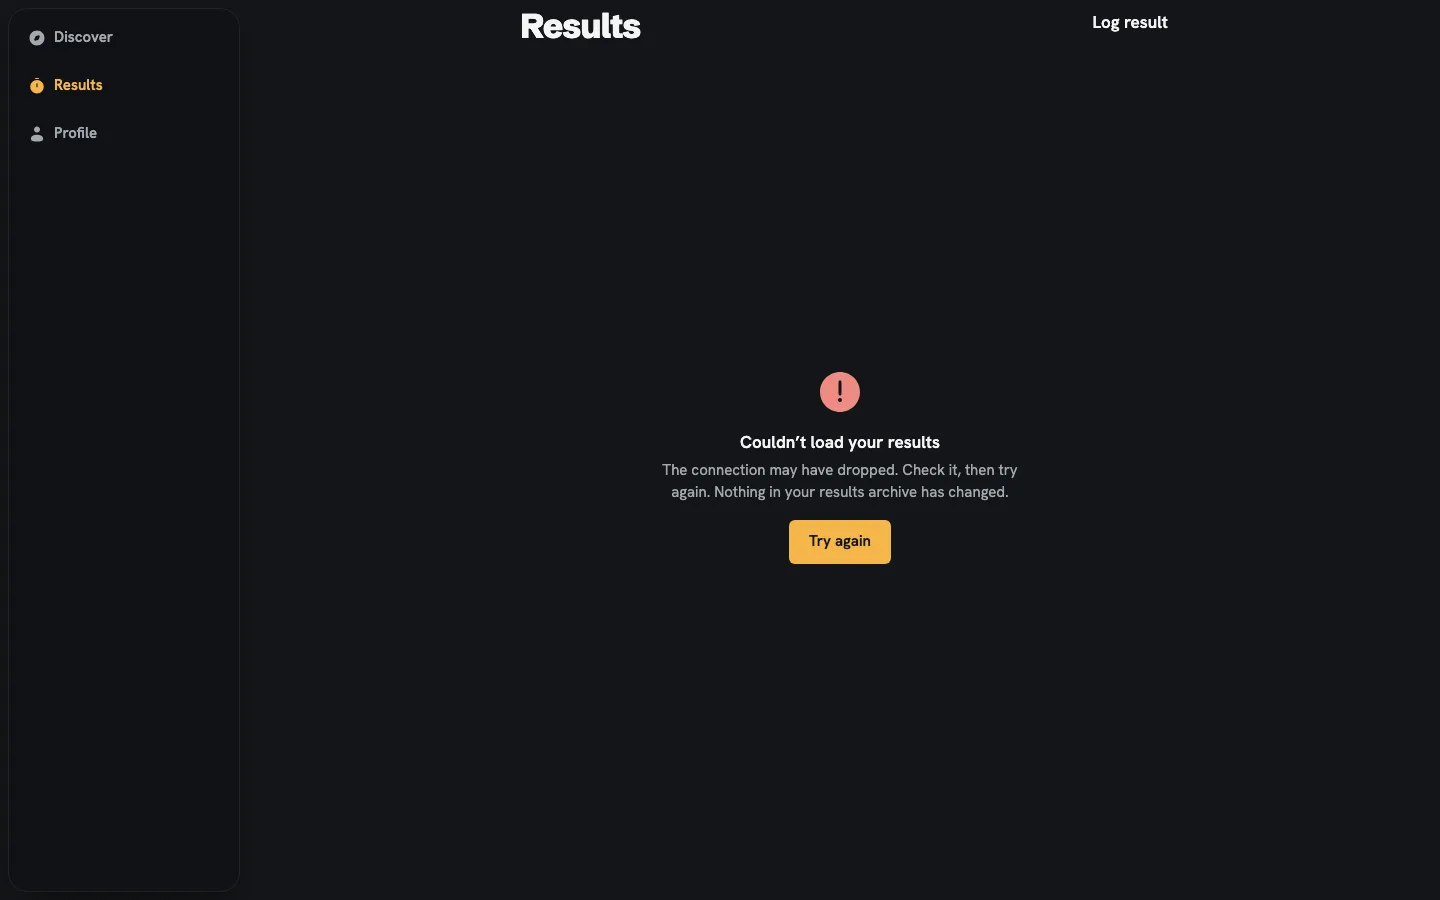 Discover
Results
Profile
Results
Log result
Couldn’t load your results
The connection may have dropped. Check it, then try
again. Nothing in your results archive has changed.
Try again